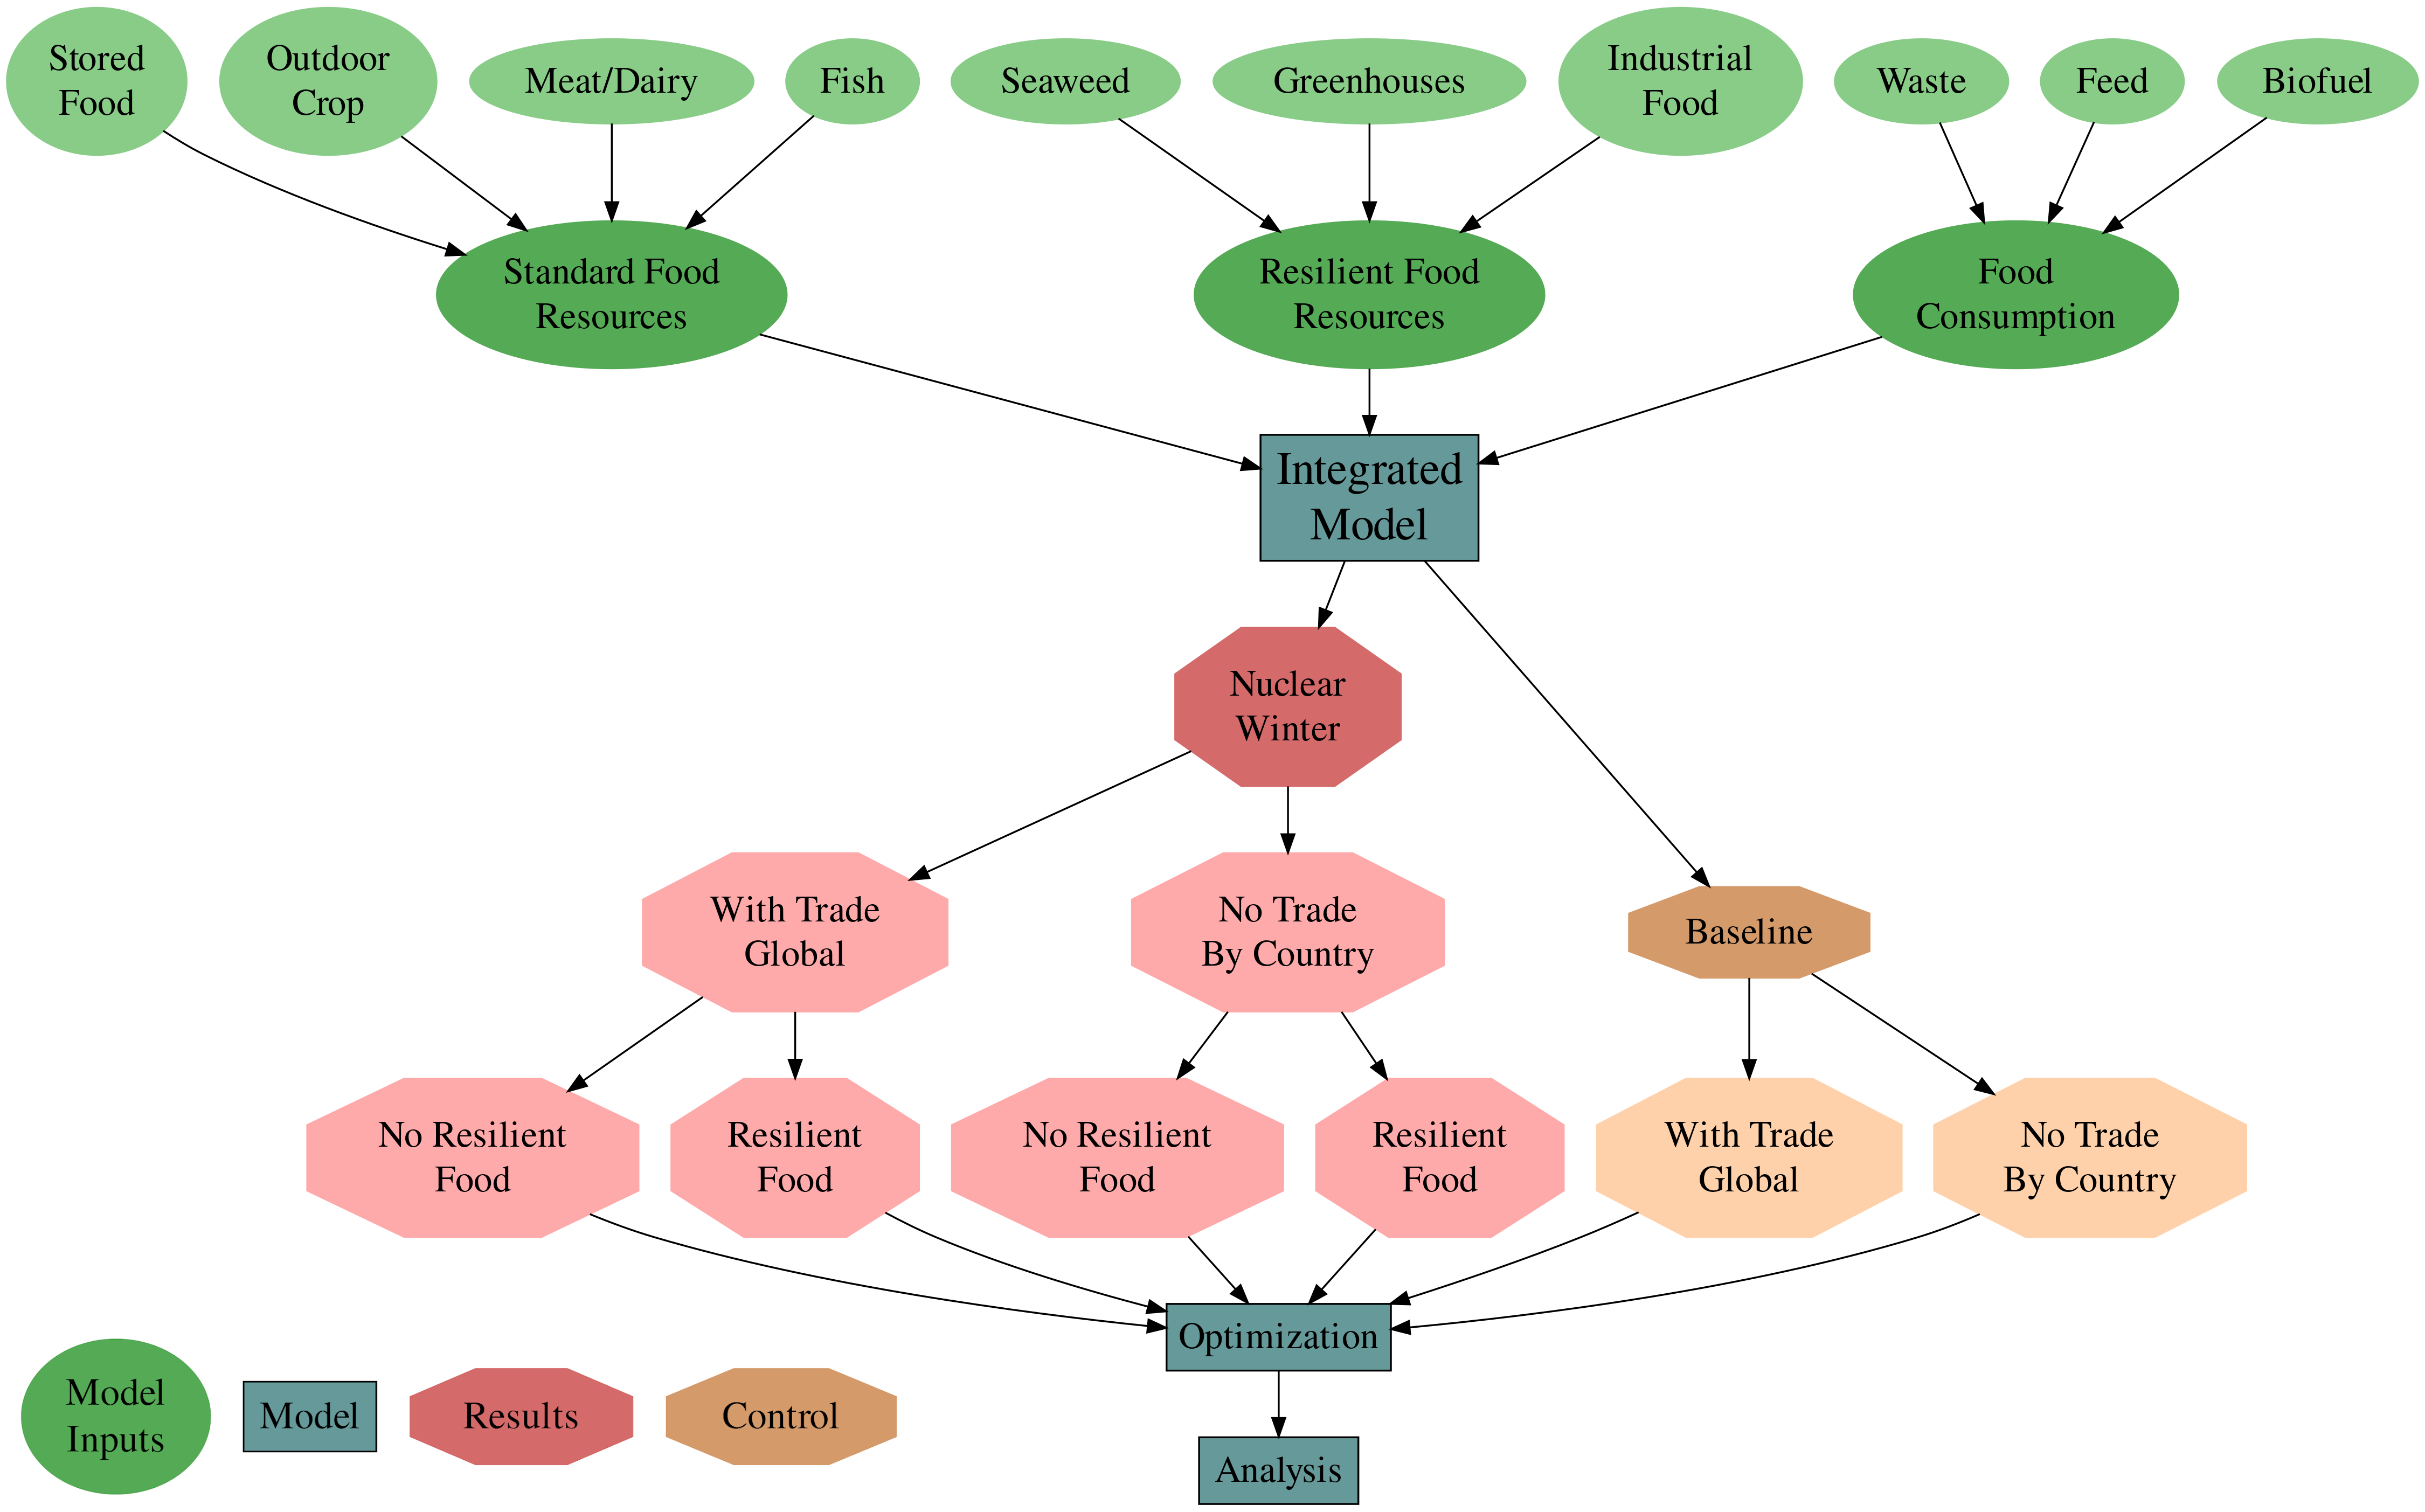 Stored
Food
Outdoor
Crop
Meat/Dairy
Fish
Seaweed
Greenhouses
Industrial
Food
Waste
Feed
Biofuel
Standard Food
Resources
Resilient Food
Resources
Food
Consumption
Integrated
Model
Nuclear
Winter
With Trade
Global
No Trade
By Country
Baseline
No Resilient
Food
Resilient
Food
No Resilient
Food
Resilient
Food
With Trade
Global
No Trade
By Country
Optimization
Model
Inputs
Model
Results
Control
Analysis